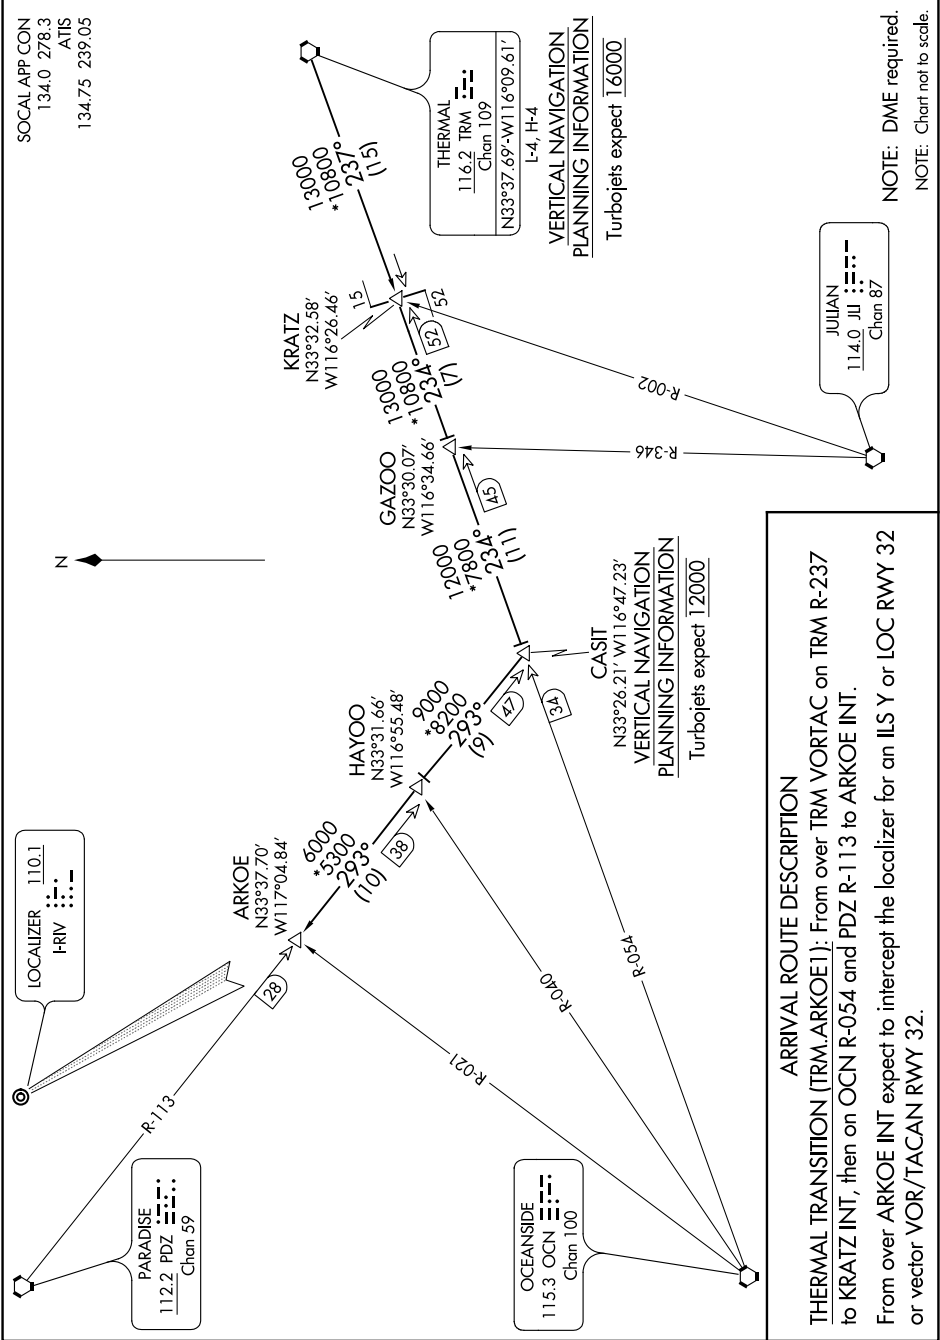 SOCAL APP CON
134.0 278.3
ATIS
134.75 239.05
LOCALIZER 110.1
I-RIV
PARADISE
112.2 PDZ
Chan 59
R-113
28
ARKOE
N33°37.70'
W117°04.84'
6000
*5300
293°
(10)
38
HAYOO
N33°31.66'
W116°55.48'
9000
*8200
293°
(9)
47
34
N
CASIT
N33°26.21' W116°47.23'
VERTICAL NAVIGATION
PLANNING INFORMATION
Turbojets expect 12000
12000
*7800
234°
(11)
45
GAZOO
N33°30.07'
W116°34.66'
13000
*10800
234°
(7)
52
KRATZ
N33°32.58'
W116°26.46'
15
52
13000
*10800
237°
(15)
THERMAL
116.2 TRM
Chan 109
N33°37.69'-W116°09.61'
L-4, H-4
VERTICAL NAVIGATION
PLANNING INFORMATION
Turbojets expect 16000
OCEANSIDE
115.3 OCN
Chan 100
R-021
R-040
R-054
R-346
R-002
JULIAN
114.0 JLI
Chan 87
NOTE: DME required.
NOTE: Chart not to scale.
ARRIVAL ROUTE DESCRIPTION
THERMAL TRANSITION (TRM.ARKOE1): From over TRM VORTAC on TRM R-237
to KRATZ INT, then on OCN R-054 and PDZ R-113 to ARKOE INT.
From over ARKOE INT expect to intercept the localizer for an ILS Y or LOC RWY 32
or vector VOR/TACAN RWY 32.